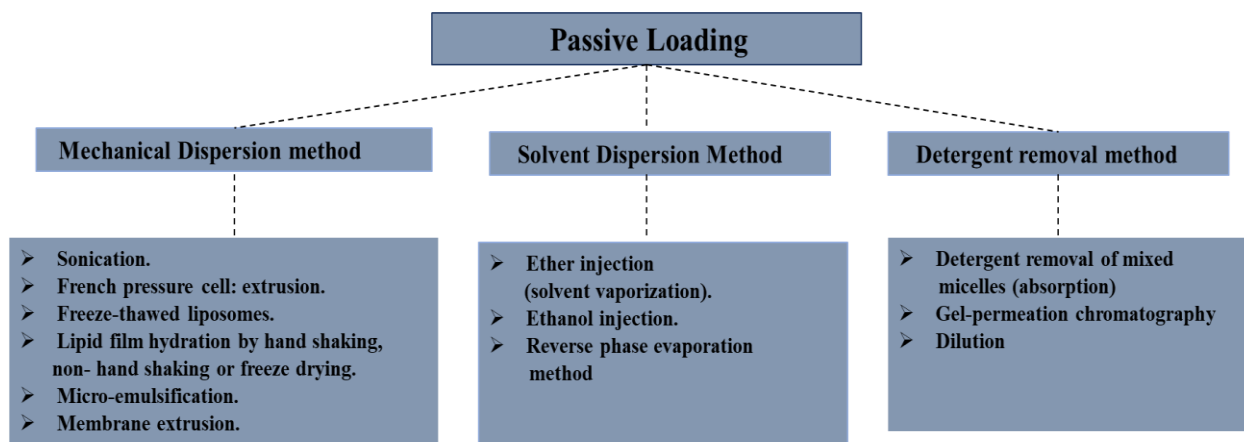 Passive Loading
Mechanical Dispersion method
Solvent Dispersion Method
Detergent removal method
➢ Sonication.
➢ French pressure cell: extrusion.
➢ Freeze-thawed liposomes.
➢ Lipid film hydration by hand shaking,
non- hand shaking or freeze drying.
➢ Micro-emulsification.
➢ Membrane extrusion.
➢ Ether injection
(solvent vaporization).
➢ Ethanol injection.
➢ Reverse phase evaporation
method
➢ Detergent removal of mixed
micelles (absorption)
➢ Gel-permeation chromatography
➢ Dilution